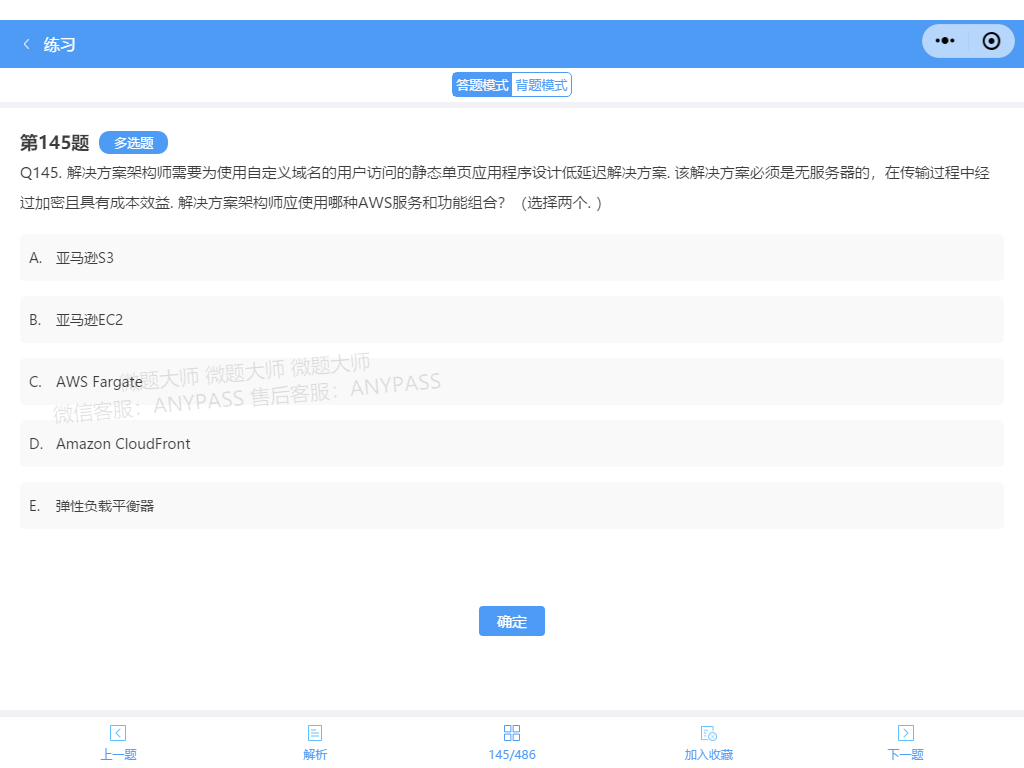 练习
答题模式 背题模式
第145题 多选题
Q145. 解决方案架构师需要为使用自定义域名的用户访问的静态单页应用程序设计低延迟解决方案. 该解决方案必须是无服务器的，在传输过程中经
过加密且具有成本效益. 解决方案架构师应使用哪种AWS服务和功能组合？（选择两个. ）
A. 亚马逊S3
B. 亚马逊EC2
C. AWS Fargate
微题大师 微题大师 微题大师
微信客服：ANYPASS 售后客服：ANYPASS
D. Amazon CloudFront
E. 弹性负载平衡器
确定
上一题 解析 145/486 加入收藏 下一题